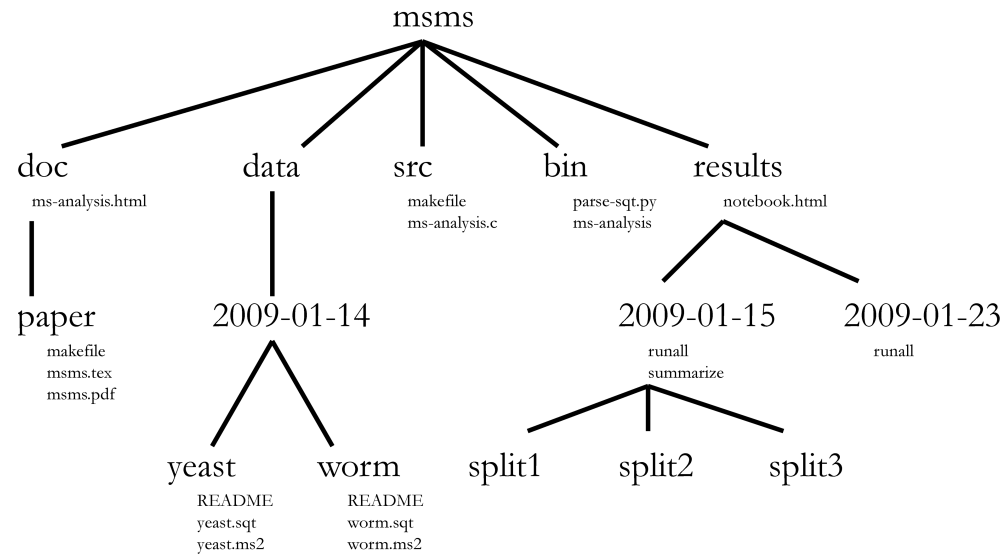 msms
doc
data
src
bin
results
ms-analysis.html
makefile
ms-analysis.c
parse-sqt.py
ms-analysis
notebook.html
paper
makefile
msms.tex
msms.pdf
2009-01-14
2009-01-15
runall
summarize
2009-01-23
runall
yeast
README
yeast.sqt
yeast.ms2
worm
README
worm.sqt
worm.ms2
split1
split2
split3